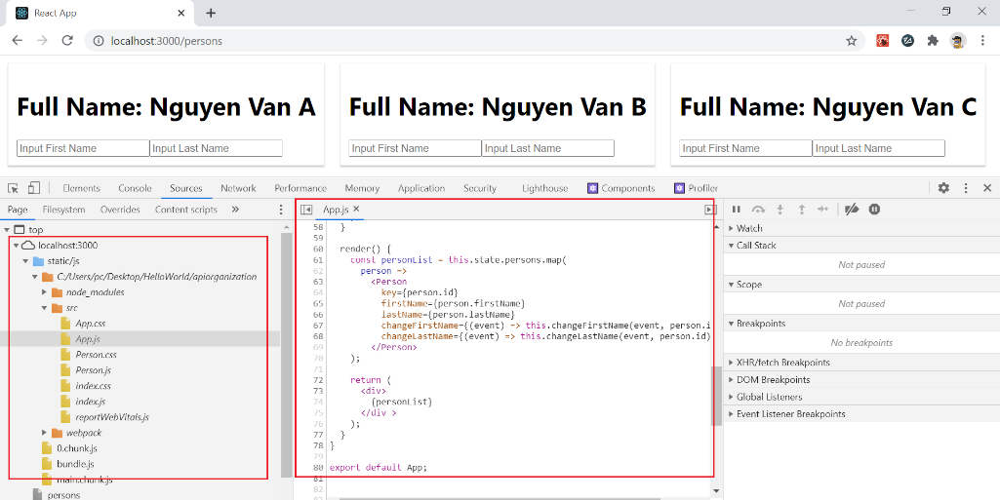 React App
localhost:3000/persons
Full Name: Nguyen Van A
Full Name: Nguyen Van B
Full Name: Nguyen Van C
Input First Name Input Last Name
Input First Name Input Last Name
Input First Name Input Last Name
Elements Console Sources Network Performance Memory Application Security Lighthouse Components Profiler
Page Filesystem Overrides Content scripts »
top
localhost:3000
static/js
C:/Users/pc/Desktop/HelloWorld/apiorganization
node_modules
src
App.css
App.js
Person.css
Person.js
index.css
index.js
reportWebVitals.js
webpack
0.chunk.js
bundle.js
main.chunk.js
persons
App.js
58 }
59
60 render() {
61 const personList = this.state.persons.map(
62 person =>
63 <Person
64 key={person.id}
65 firstName={person.firstName}
66 lastName={person.lastName}
67 changeFirstName={(event) => this.changeFirstName(event, person.i
68 changeLastName={(event) => this.changeLastName(event, person.id)
69 </Person>
70 );
71
72 return (
73 <div>
74 {personList}
75 </div >
76 );
77 }
78 }
79
80 export default App;
81
82
Watch
Call Stack
Not paused
Scope
Not paused
Breakpoints
No breakpoints
XHR/fetch Breakpoints
DOM Breakpoints
Global Listeners
Event Listener Breakpoints